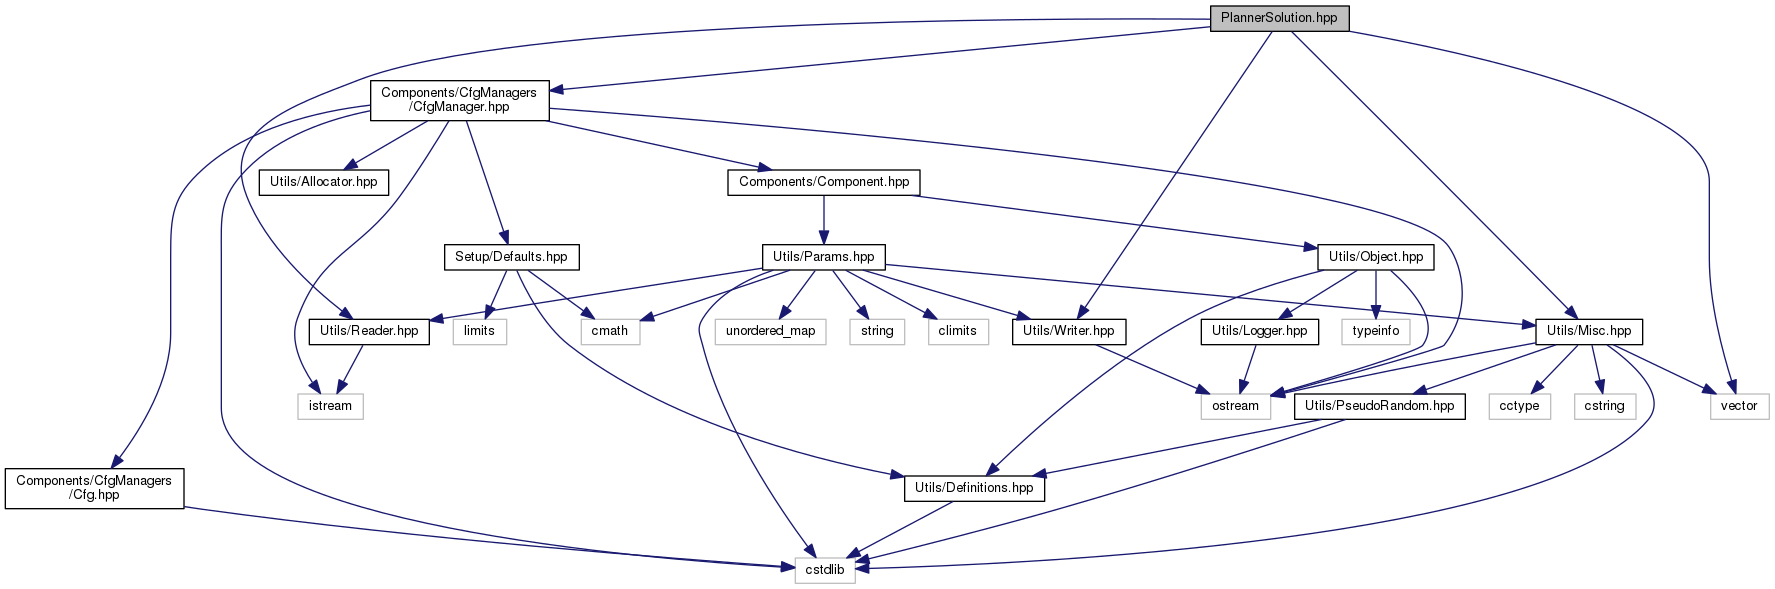 PlannerSolution.hpp
Components/CfgManagers
/CfgManager.hpp
Utils/Allocator.hpp
Components/Component.hpp
Setup/Defaults.hpp
Utils/Params.hpp
Utils/Object.hpp
Utils/Reader.hpp
limits
cmath
unordered_map
string
climits
Utils/Writer.hpp
Utils/Logger.hpp
typeinfo
Utils/Misc.hpp
istream
ostream
Utils/PseudoRandom.hpp
cctype
cstring
vector
Components/CfgManagers
/Cfg.hpp
Utils/Definitions.hpp
cstdlib